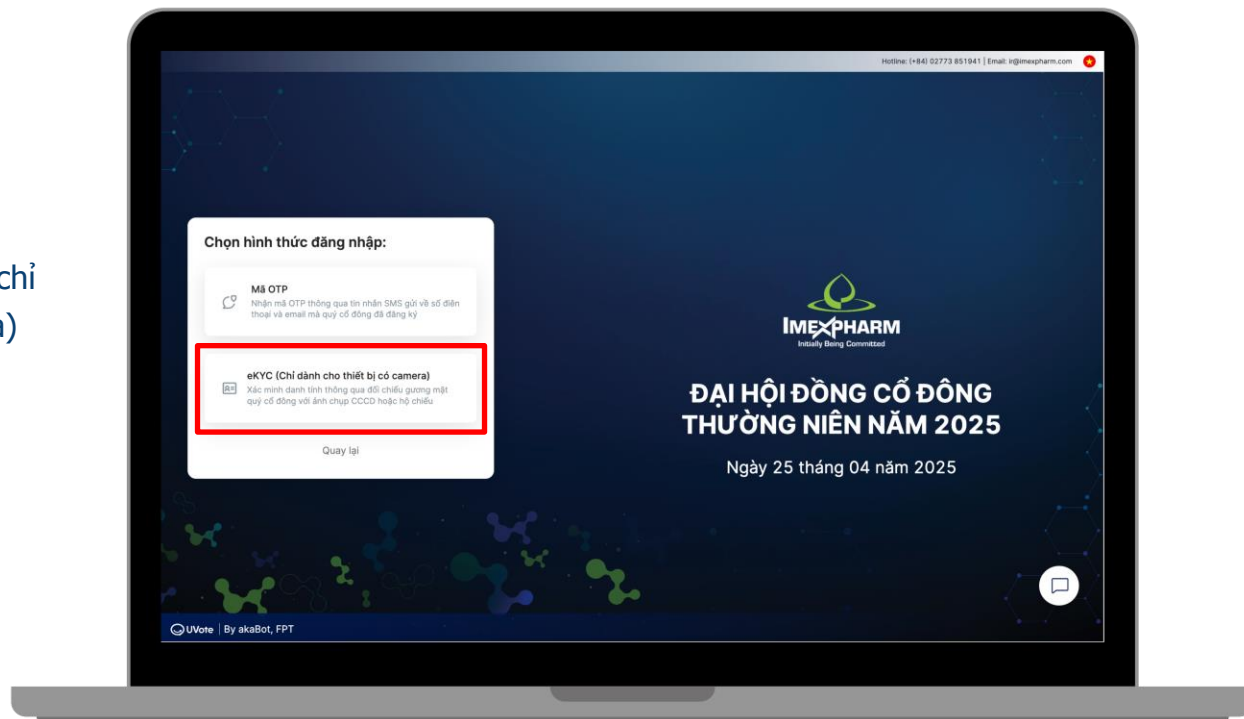 chỉ
a)
Hotline: (+84) 02773 851941 | Email: ir@imexpharm.com
Chọn hình thức đăng nhập:
Mã OTP
Nhận mã OTP thông qua tin nhắn SMS gửi về số điện
thoại và email mà quý cổ đông đã đăng ký
eKYC (Chỉ dành cho thiết bị có camera)
Xác minh danh tính thông qua đối chiếu gương mặt
quý cổ đông với ảnh chụp CCCD hoặc hộ chiếu
Quay lại
IMEXPHARM
Initially Being Committed
ĐẠI HỘI ĐỒNG CỔ ĐÔNG
THƯỜNG NIÊN NĂM 2025
Ngày 25 tháng 04 năm 2025
UVote | By akaBot, FPT